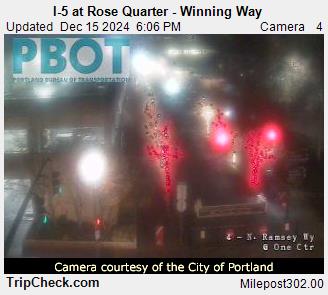 I-5 at Rose Quarter - Winning Way
Updated Dec 15 2024 6:06 PM Camera 4
PBOT
PORTLAND BUREAU OF TRANSPORTATION
4 - N. Ramsey Wy
@ One Ctr
Camera courtesy of the City of Portland
TripCheck.com Milepost302.00